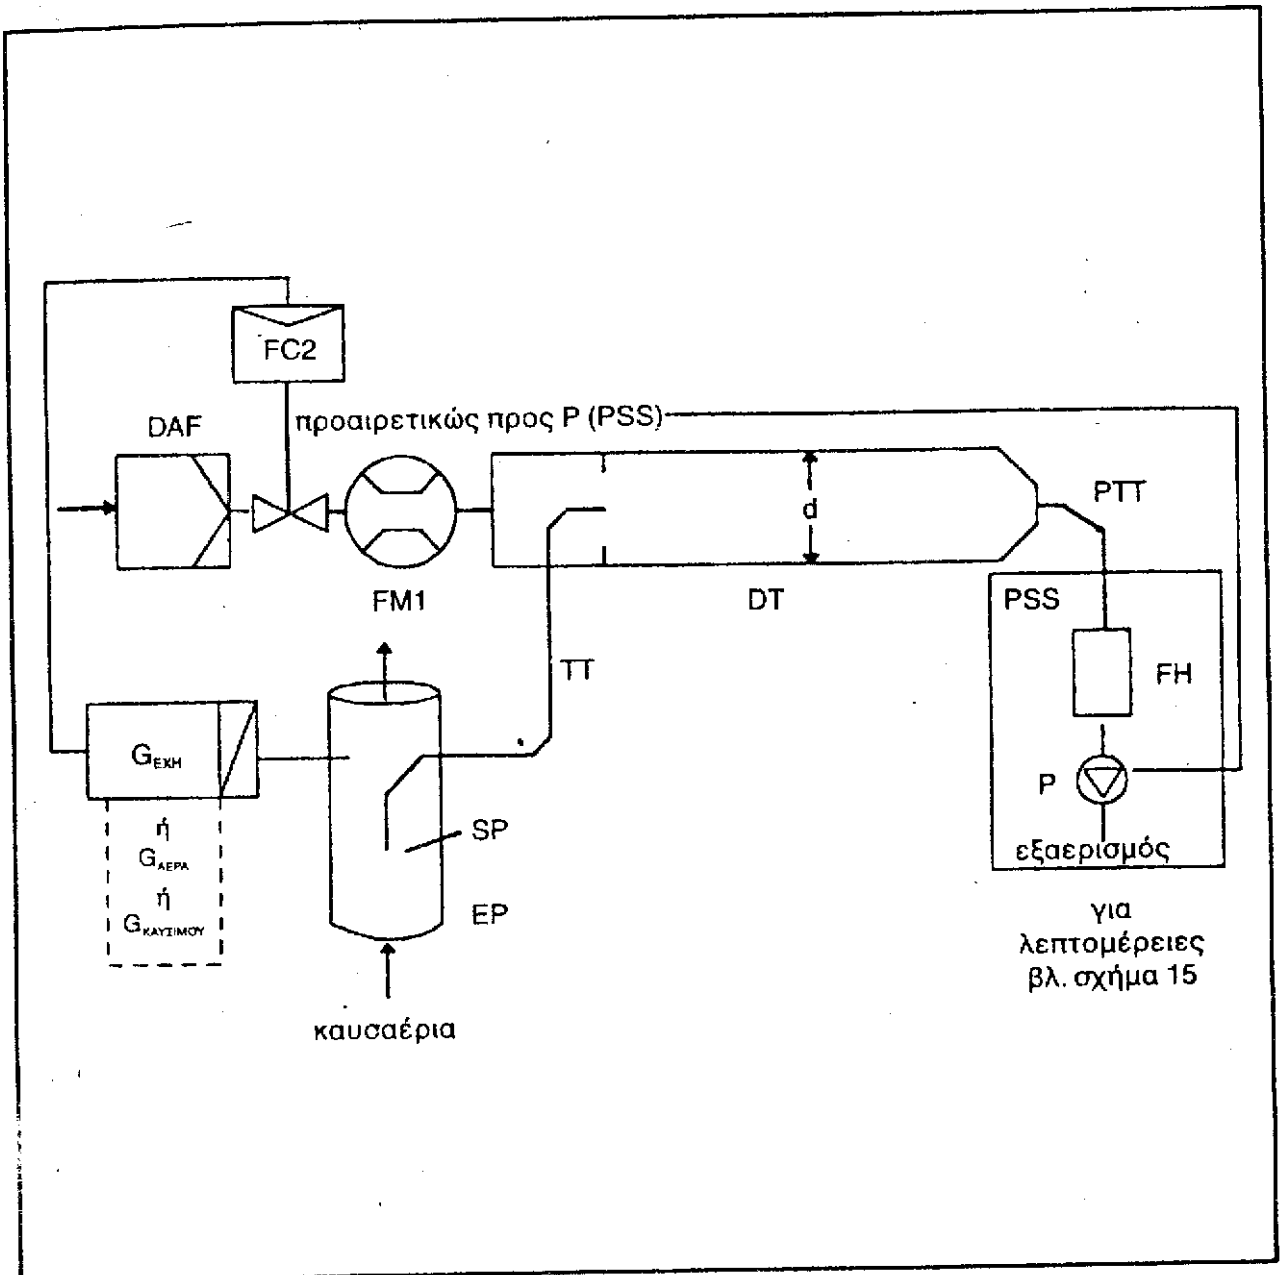 FC2
DAF
προαιρετικώς προς P (PSS)
d
PTT
FM1
DT
PSS
TT
FH
G_EXH
P
ή
G_ΑΕΡΑ
ή
G_ΚΑΥΣΙΜΟΥ
SP
εξαερισμός
EP
για
λεπτομέρειες
βλ. σχήμα 15
καυσαέρια